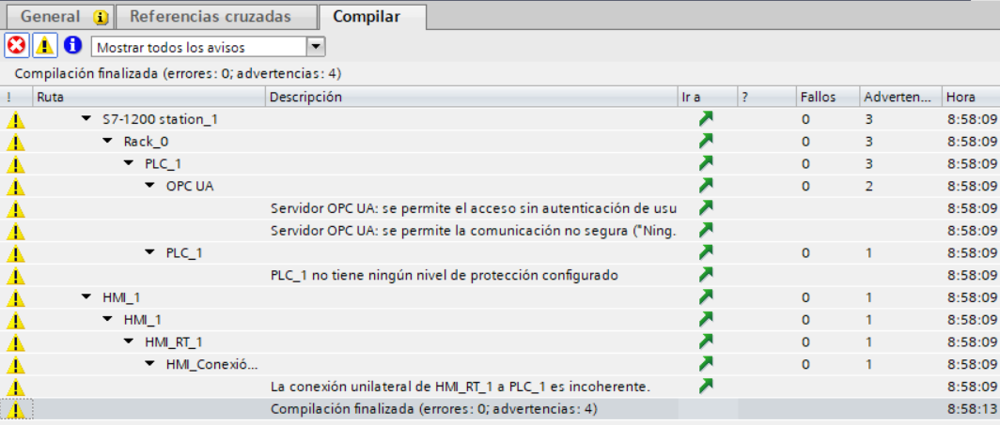 General Referencias cruzadas Compilar
Mostrar todos los avisos
Compilación finalizada (errores: 0; advertencias: 4)
! Ruta Descripción Ir a ? Fallos Adverten... Hora
S7-1200 station_1 0 3 8:58:09
Rack_0 0 3 8:58:09
PLC_1 0 3 8:58:09
OPC UA 0 2 8:58:09
Servidor OPC UA: se permite el acceso sin autenticación de usu 8:58:09
Servidor OPC UA: se permite la comunicación no segura ("Ning. 8:58:09
PLC_1 0 1 8:58:09
PLC_1 no tiene ningún nivel de protección configurado 8:58:09
HMI_1 0 1 8:58:09
HMI_1 0 1 8:58:09
HMI_RT_1 0 1 8:58:09
HMI_Conexió... 0 1 8:58:09
La conexión unilateral de HMI_RT_1 a PLC_1 es incoherente. 8:58:09
Compilación finalizada (errores: 0; advertencias: 4) 8:58:13